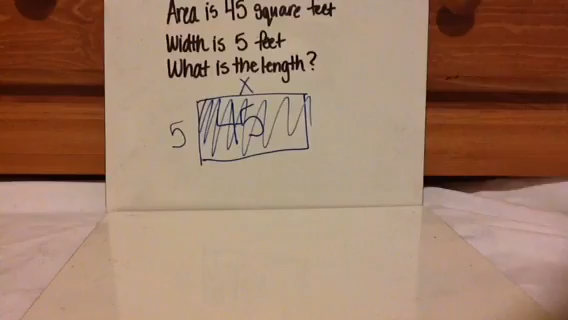 Area is 45 square feet
Width is 5 feet
What is the length?
x
5 45